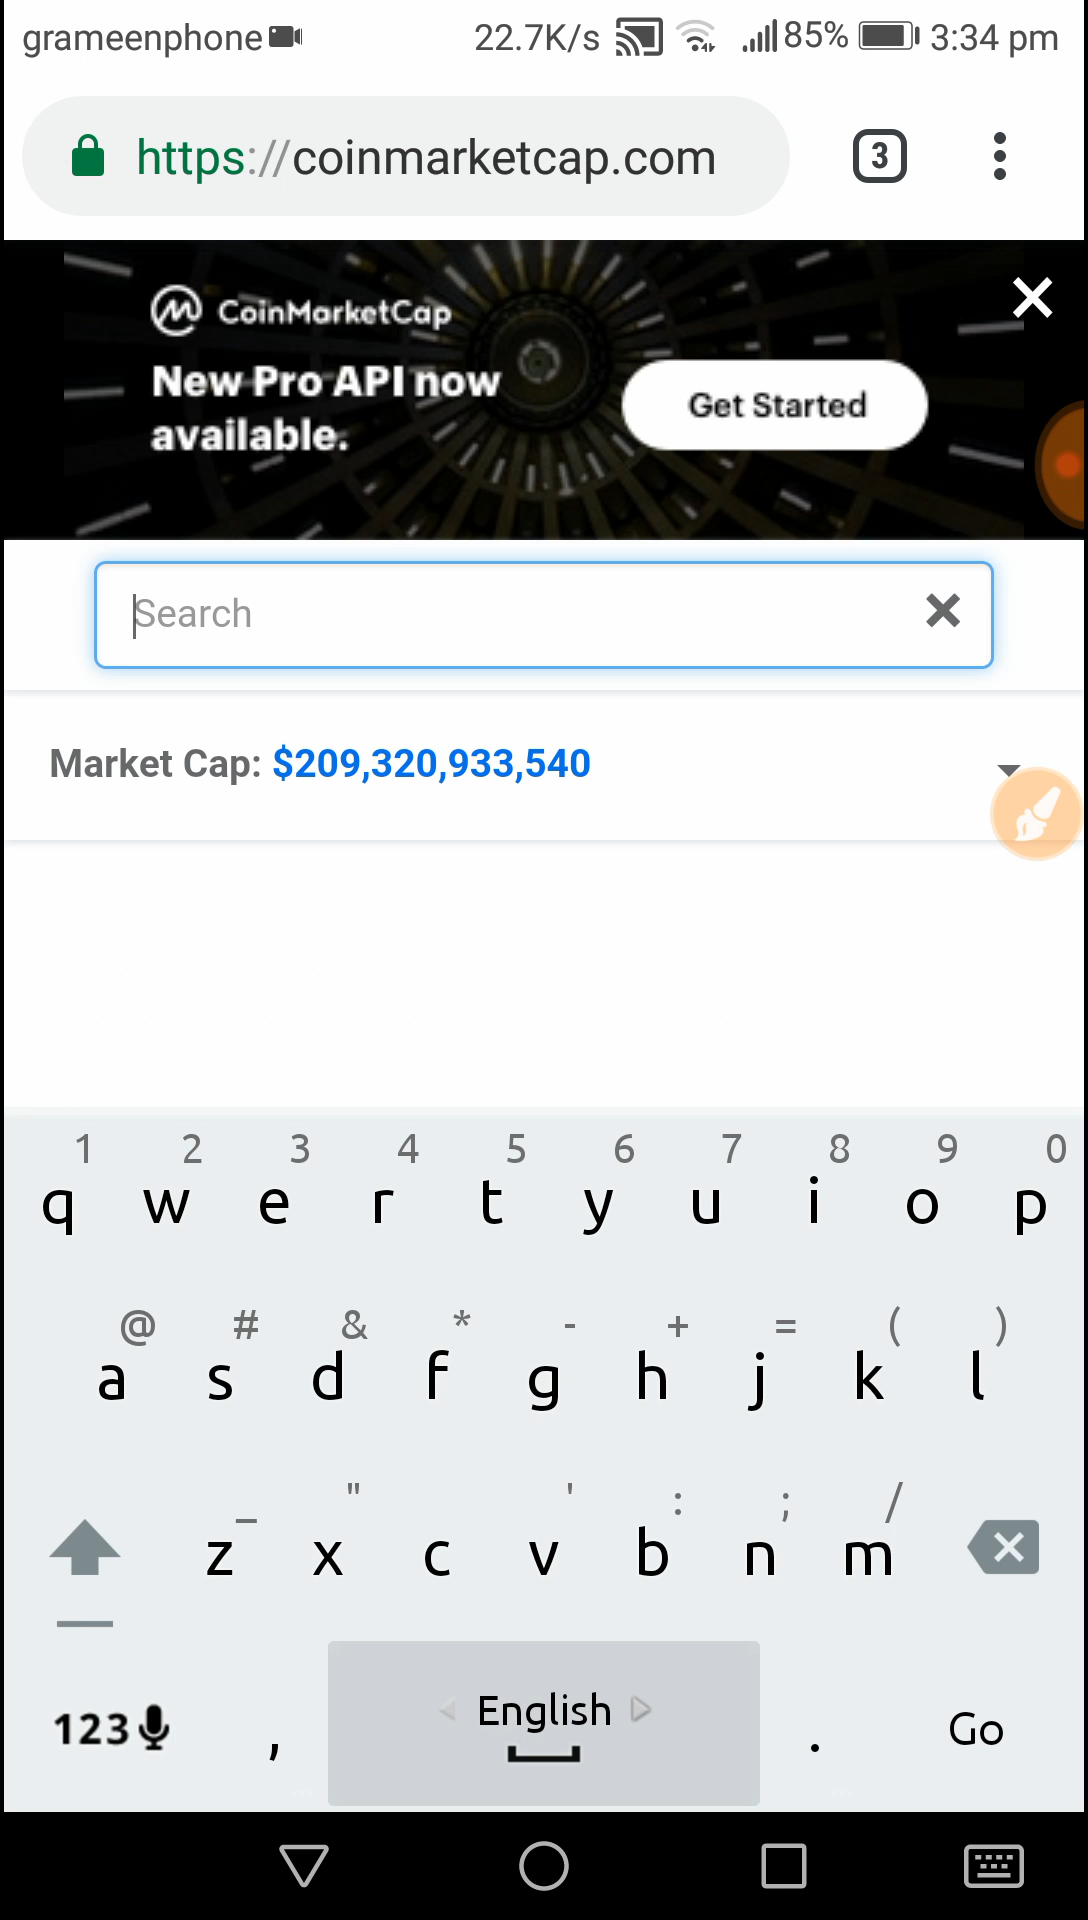 grameenphone 22.7K/s 85% 3:34 pm
https://coinmarketcap.com 3
CoinMarketCap
New Pro API now
available.
Get Started
Search
Market Cap: $209,320,933,540
1 2 3 4 5 6 7 8 9 0
q w e r t y u i o p
@ # & * - + = ( )
a s d f g h j k l
_ " ' : ; /
z x c v b n m
123 , English . Go